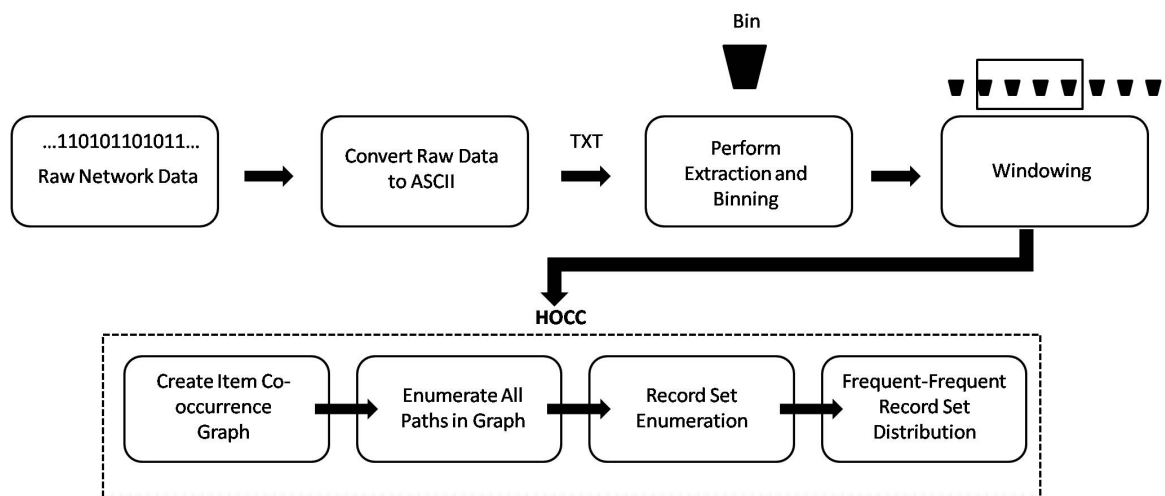 Bin
...110101101011...
Raw Network Data
Convert Raw Data
to ASCII
TXT
Perform
Extraction and
Binning
Windowing
HOCC
Create Item Co-
occurrence
Graph
Enumerate All
Paths in Graph
Record Set
Enumeration
Frequent-Frequent
Record Set
Distribution